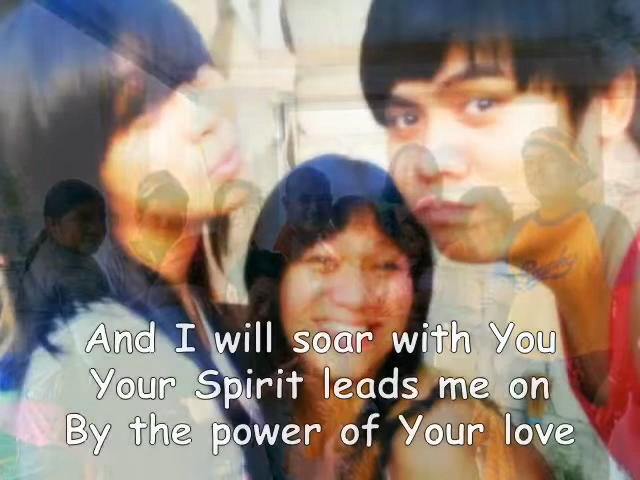 And I will soar with You
Your Spirit leads me on
By the power of Your love